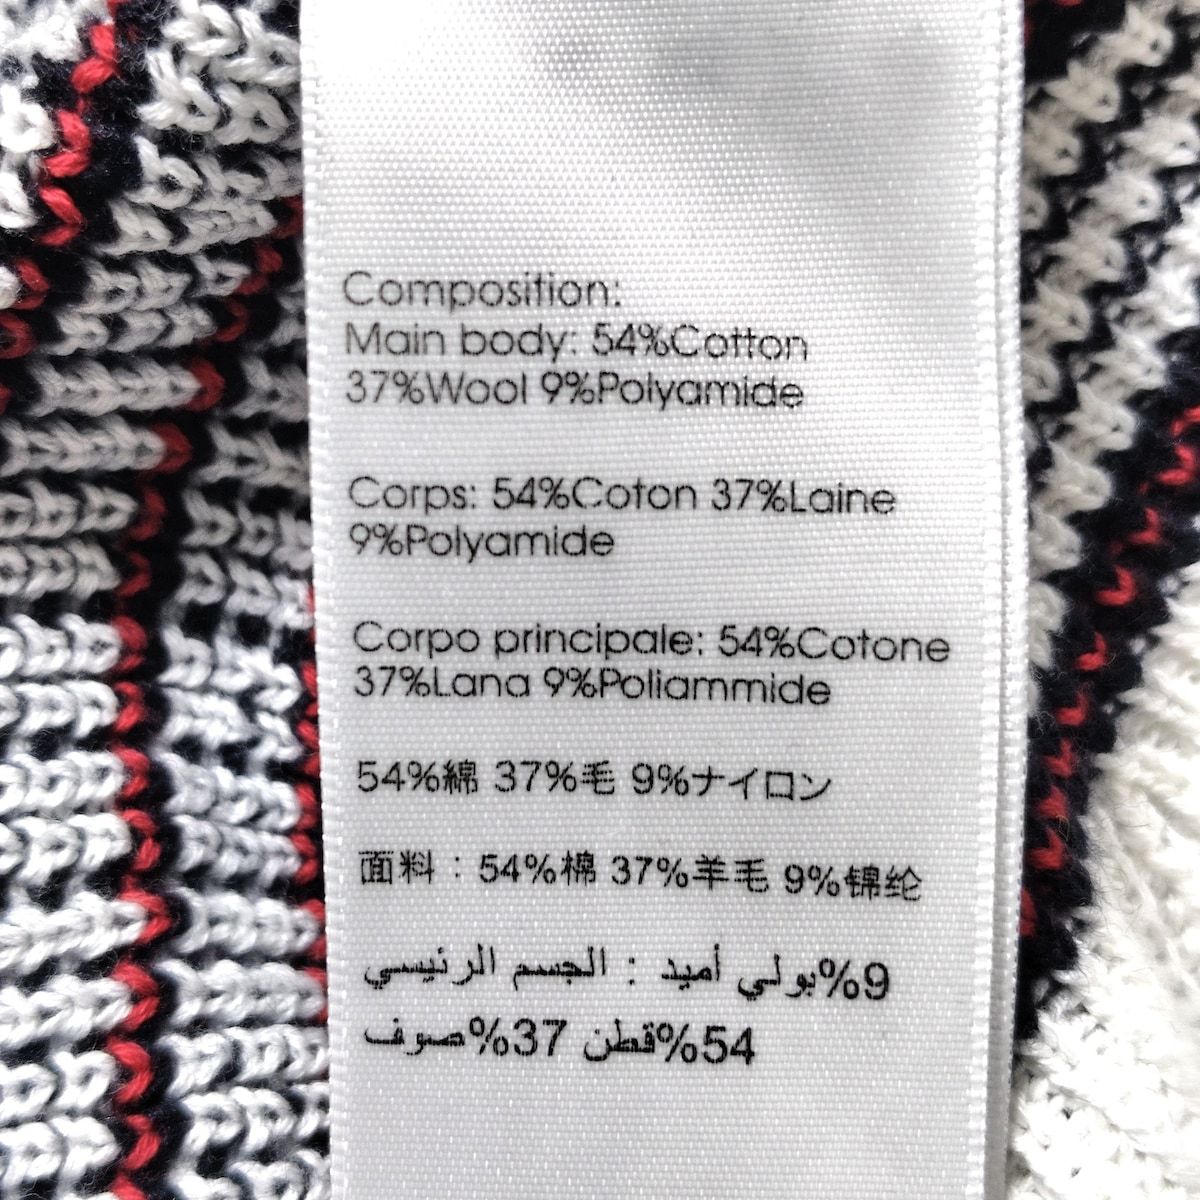 Composition:
Main body: 54%Cotton
37%Wool 9%Polyamide
Corps: 54%Coton 37%Laine
9%Polyamide
Corpo principale: 54%Cotone
37%Lana 9%Poliammide
54%綿 37%毛 9%ナイロン
面料：54%棉 37%羊毛 9%锦纶
9%بولي أميد : الجسم الرئيسي
54%قطن 37%صوف